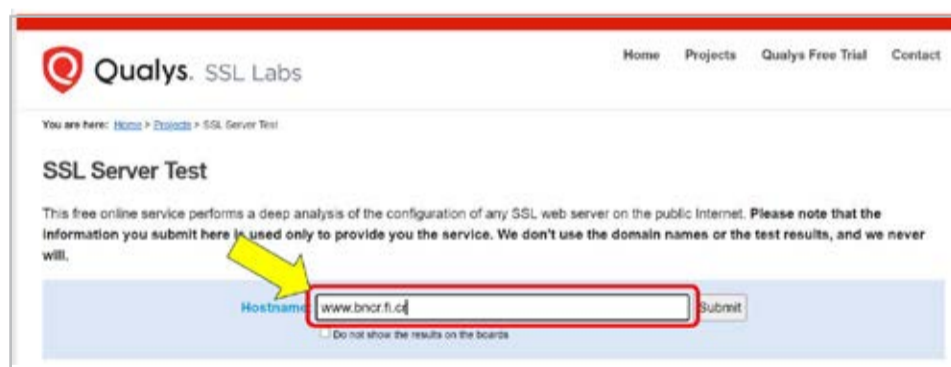 Qualys. SSL Labs
Home Projects Qualys Free Trial Contact
You are here: Home > Projects > SSL Server Test
SSL Server Test
This free online service performs a deep analysis of the configuration of any SSL web server on the public Internet. Please note that the
information you submit here is used only to provide you the service. We don't use the domain names or the test results, and we never
will.
Hostname: www.bncr.fi.cr Submit
Do not show the results on the boards